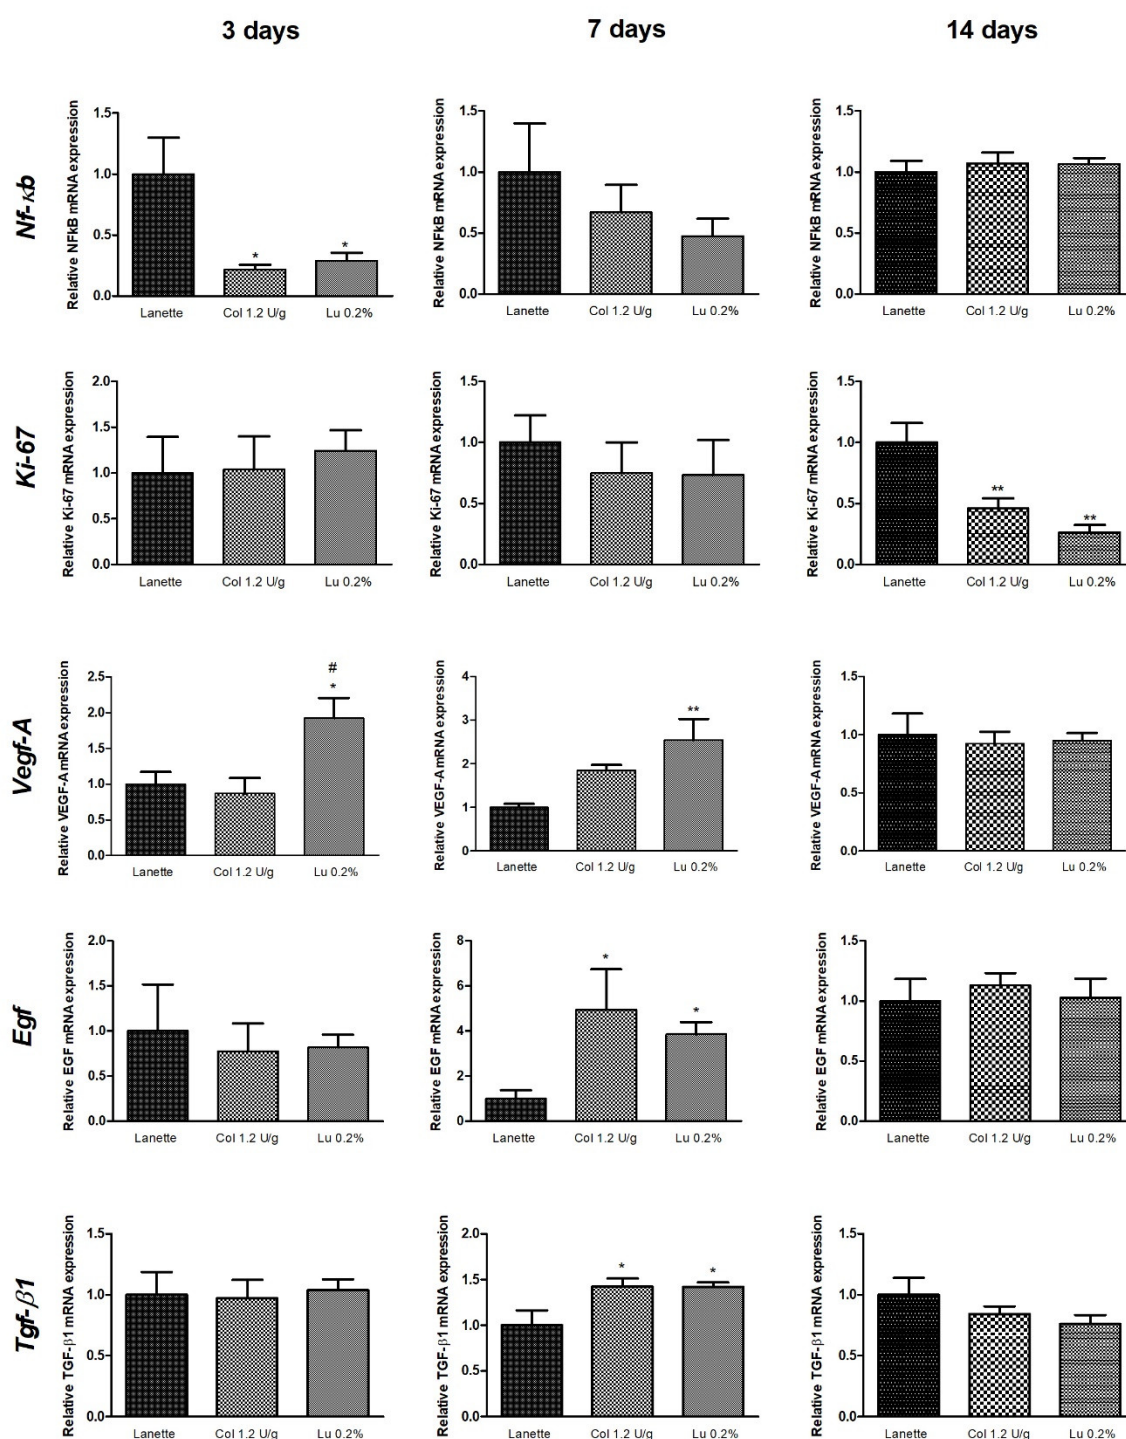 3 days 7 days 14 days
Nf-κb
Relative NFkB mRNA expression
1.5
1.0
0.5
0.0
*
*
Lanette Col 1.2 U/g Lu 0.2%
Relative NFkB mRNA expression
1.5
1.0
0.5
0.0
Lanette Col 1.2 U/g Lu 0.2%
Relative NFkB mRNA expression
1.5
1.0
0.5
0.0
Lanette Col 1.2 U/g Lu 0.2%
Ki-67
Relative Ki-67 mRNA expression
2.0
1.5
1.0
0.5
0.0
Lanette Col 1.2 U/g Lu 0.2%
Relative Ki-67 mRNA expression
1.5
1.0
0.5
0.0
Lanette Col 1.2 U/g Lu 0.2%
Relative Ki-67 mRNA expression
1.5
1.0
0.5
0.0
**
**
Lanette Col 1.2 U/g Lu 0.2%
Vegf-A
Relative VEGF-A mRNA expression
2.5
2.0
1.5
1.0
0.5
0.0
#
*
Lanette Col 1.2 U/g Lu 0.2%
Relative VEGF-A mRNA expression
4
3
2
1
0
**
Lanette Col 1.2 U/g Lu 0.2%
Relative VEGF-A mRNA expression
1.5
1.0
0.5
0.0
Lanette Col 1.2 U/g Lu 0.2%
Egf
Relative EGF mRNA expression
2.0
1.5
1.0
0.5
0.0
Lanette Col 1.2 U/g Lu 0.2%
Relative EGF mRNA expression
8
6
4
2
0
*
*
Lanette Col 1.2 U/g Lu 0.2%
Relative EGF mRNA expression
1.5
1.0
0.5
0.0
Lanette Col 1.2 U/g Lu 0.2%
Tgf-β1
Relative TGF-β1 mRNA expression
1.5
1.0
0.5
0.0
Lanette Col 1.2 U/g Lu 0.2%
Relative TGF-β1 mRNA expression
2.0
1.5
1.0
0.5
0.0
*
*
Lanette Col 1.2 U/g Lu 0.2%
Relative TGF-β1 mRNA expression
1.5
1.0
0.5
0.0
Lanette Col 1.2 U/g Lu 0.2%